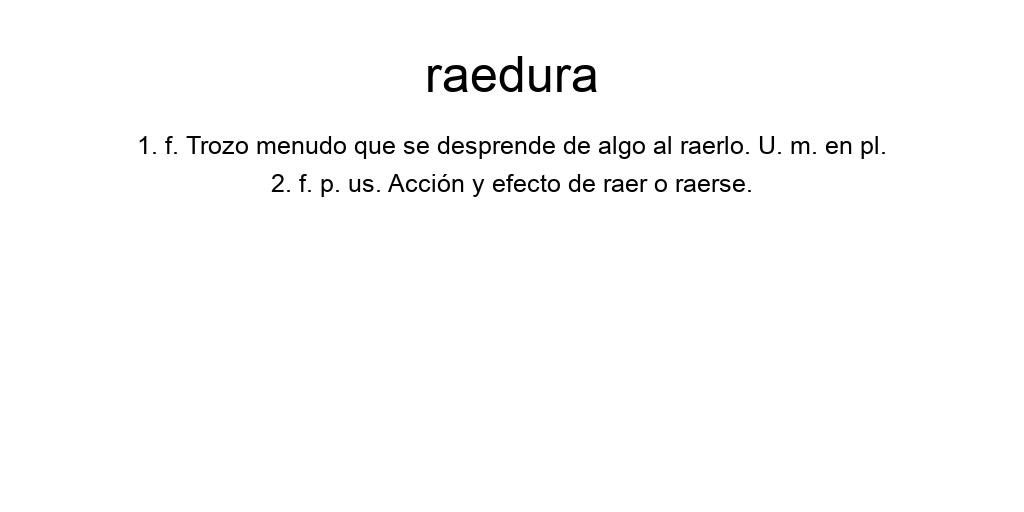 raedura
1. f. Trozo menudo que se desprende de algo al raerlo. U. m. en pl.
2. f. p. us. Acción y efecto de raer o raerse.